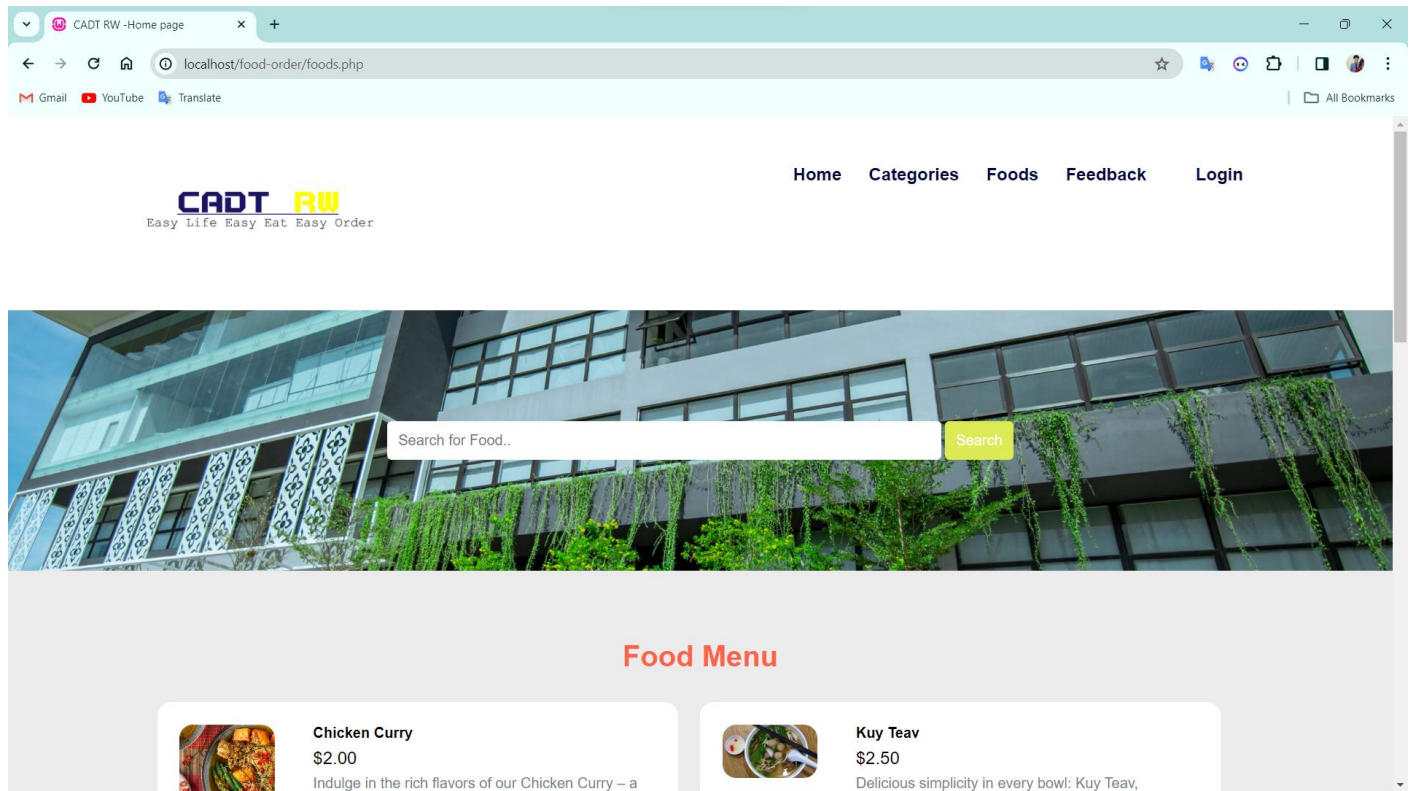 CADT RW -Home page
localhost/food-order/foods.php
Gmail YouTube Translate All Bookmarks
Home Categories Foods Feedback Login
CADT RW
Easy Life Easy Eat Easy Order
Search for Food.. Search
Food Menu
Chicken Curry
$2.00
Indulge in the rich flavors of our Chicken Curry – a
Kuy Teav
$2.50
Delicious simplicity in every bowl: Kuy Teav,